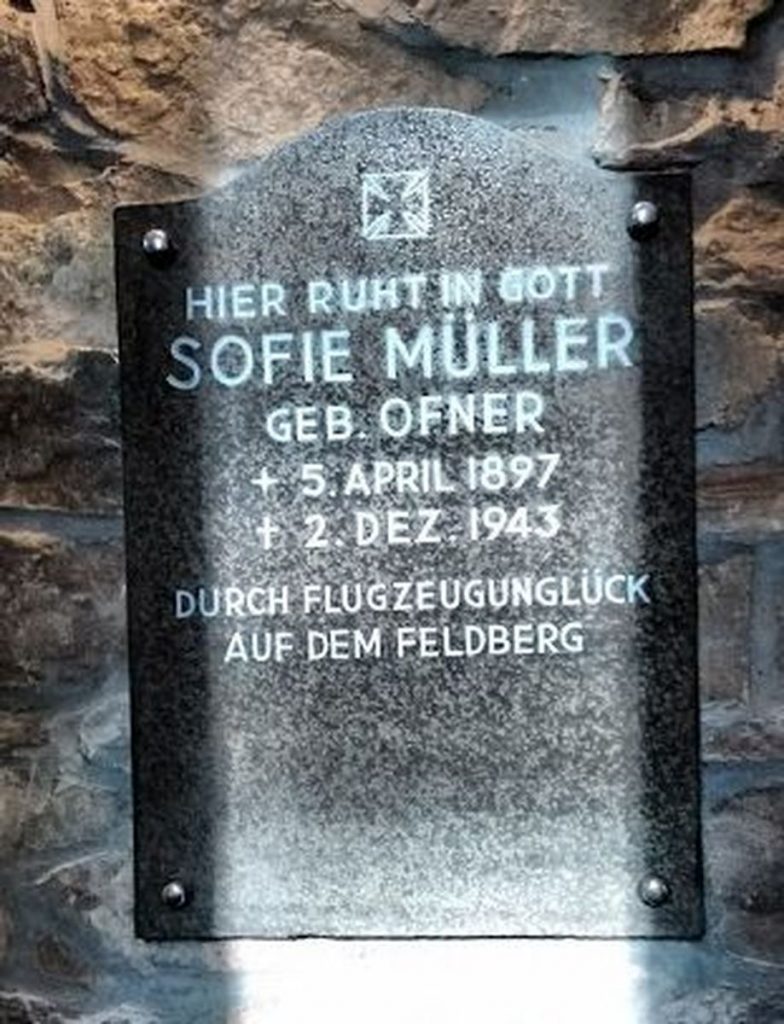 HIER RUHT IN GOTT
SOFIE MÜLLER
GEB. OFNER
+ 5. APRIL 1897
+ 2. DEZ. 1943
DURCH FLUGZEUGUNGLÜCK
AUF DEM FELDBERG